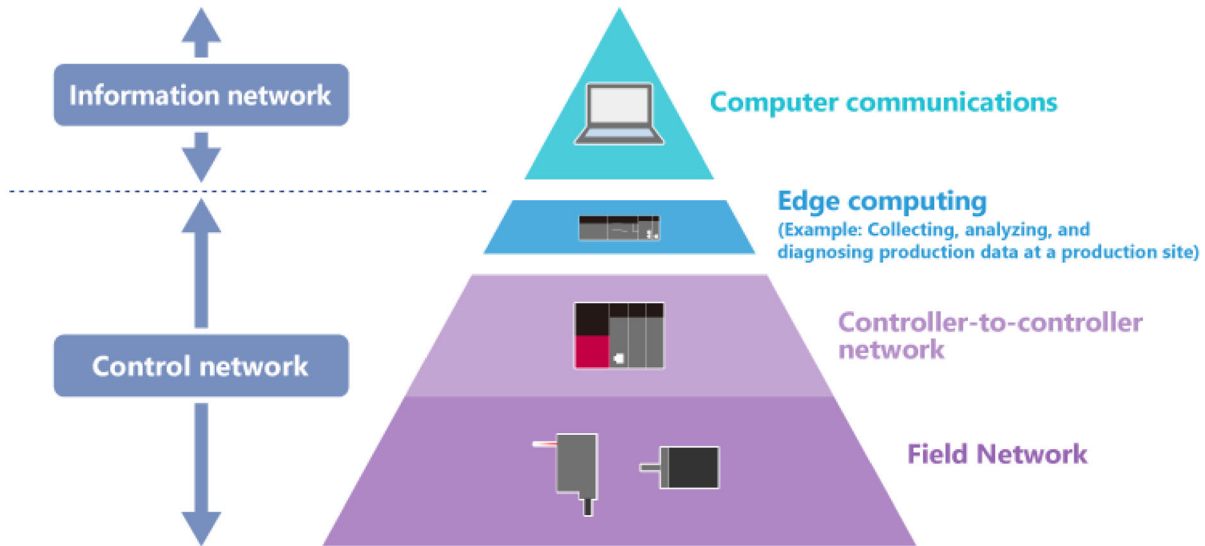 Information network
Computer communications
Edge computing
(Example: Collecting, analyzing, and
diagnosing production data at a production site)
Control network
Controller-to-controller
network
Field Network